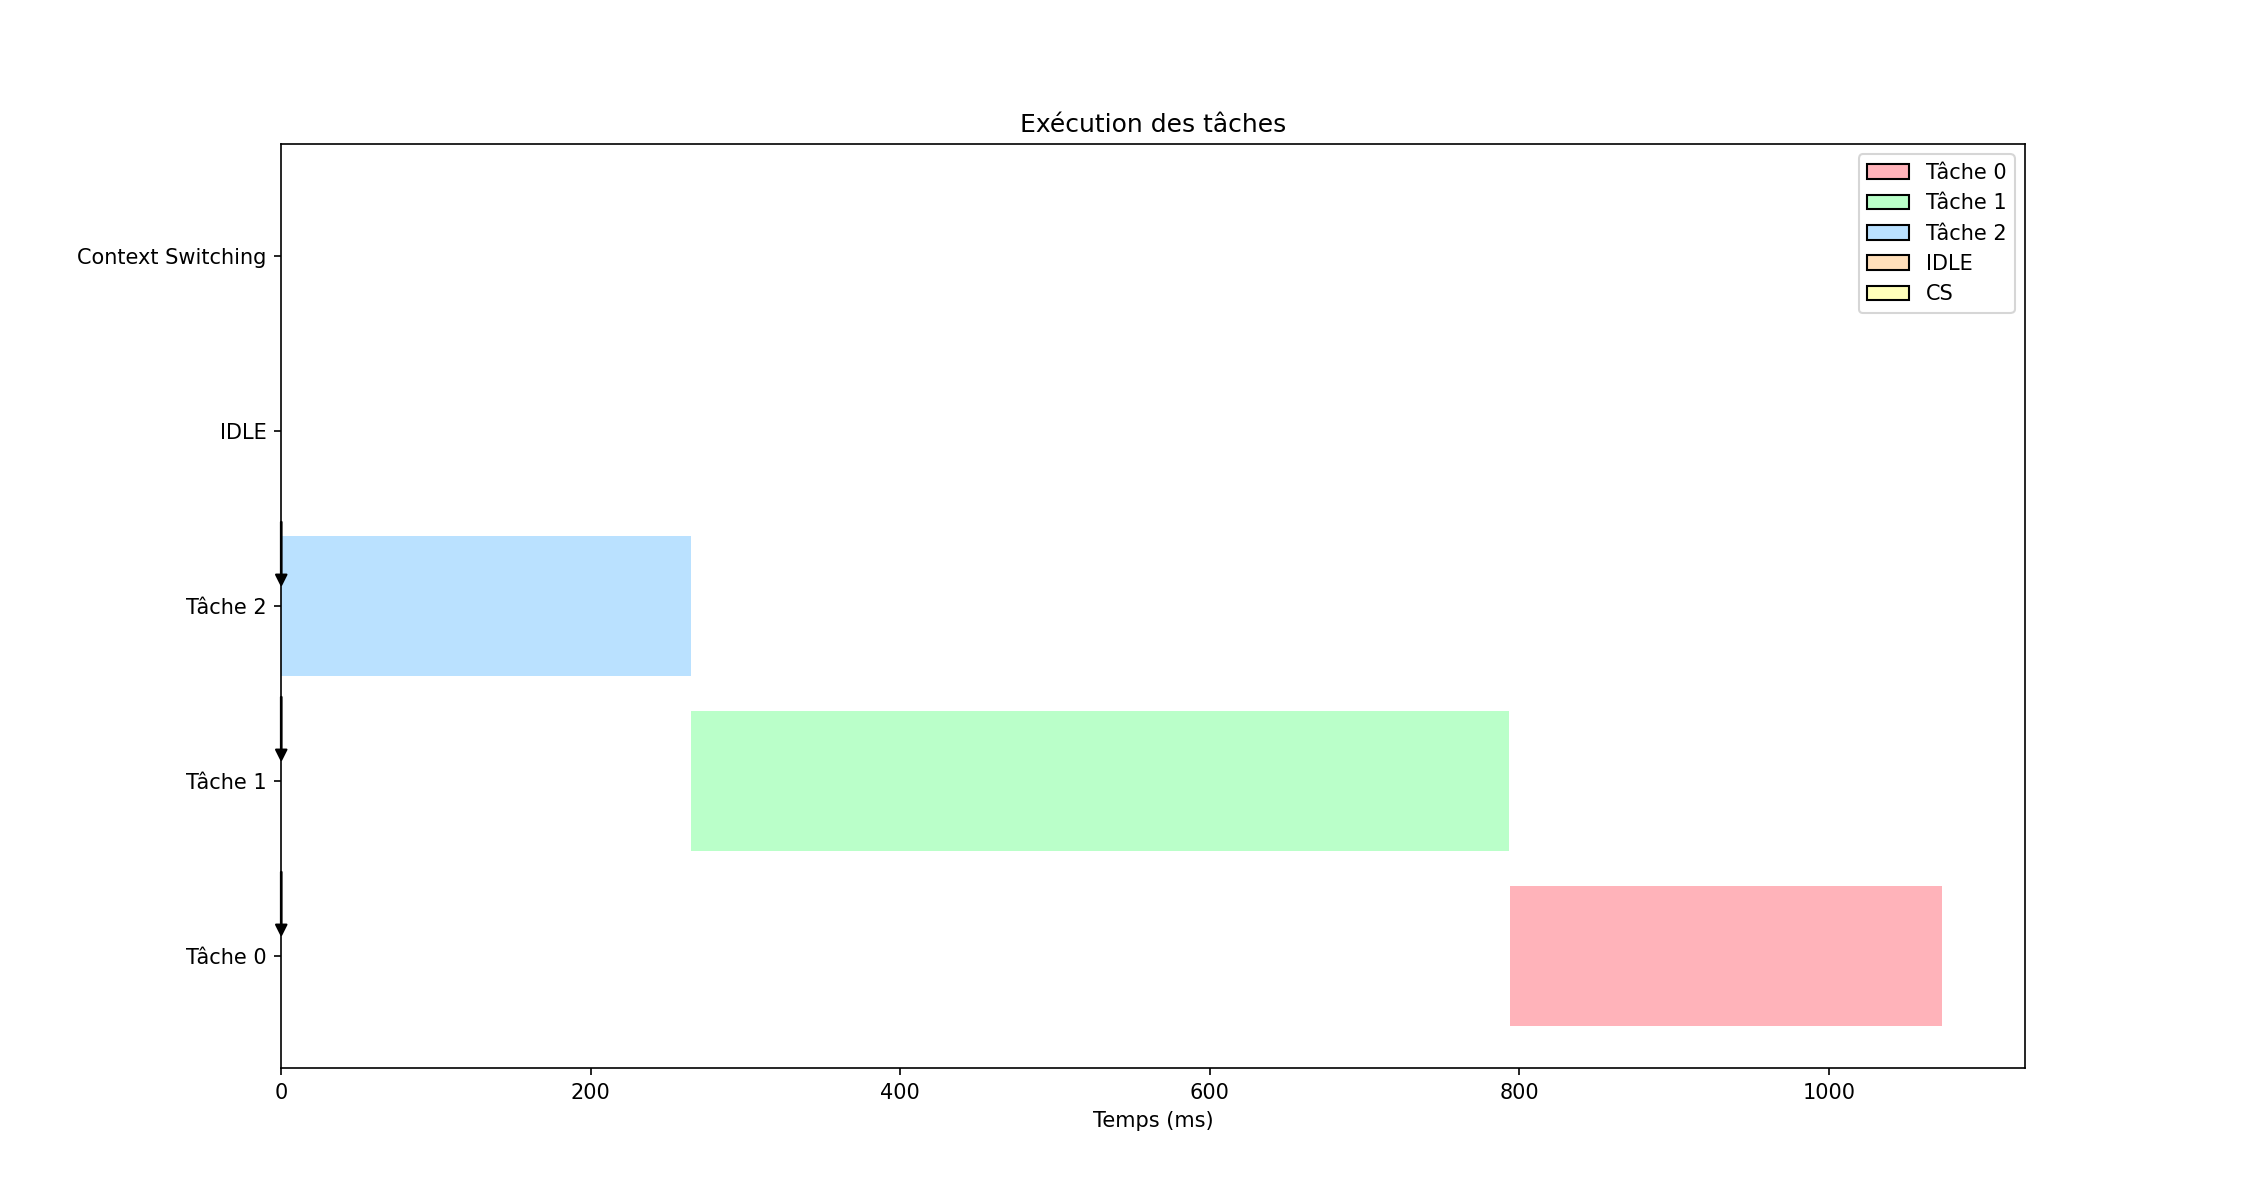 Exécution des tâches
Tâche 0
Tâche 1
Tâche 2
IDLE
CS
Context Switching
IDLE
Tâche 2
Tâche 1
Tâche 0
0 200 400 600 800 1000
Temps (ms)